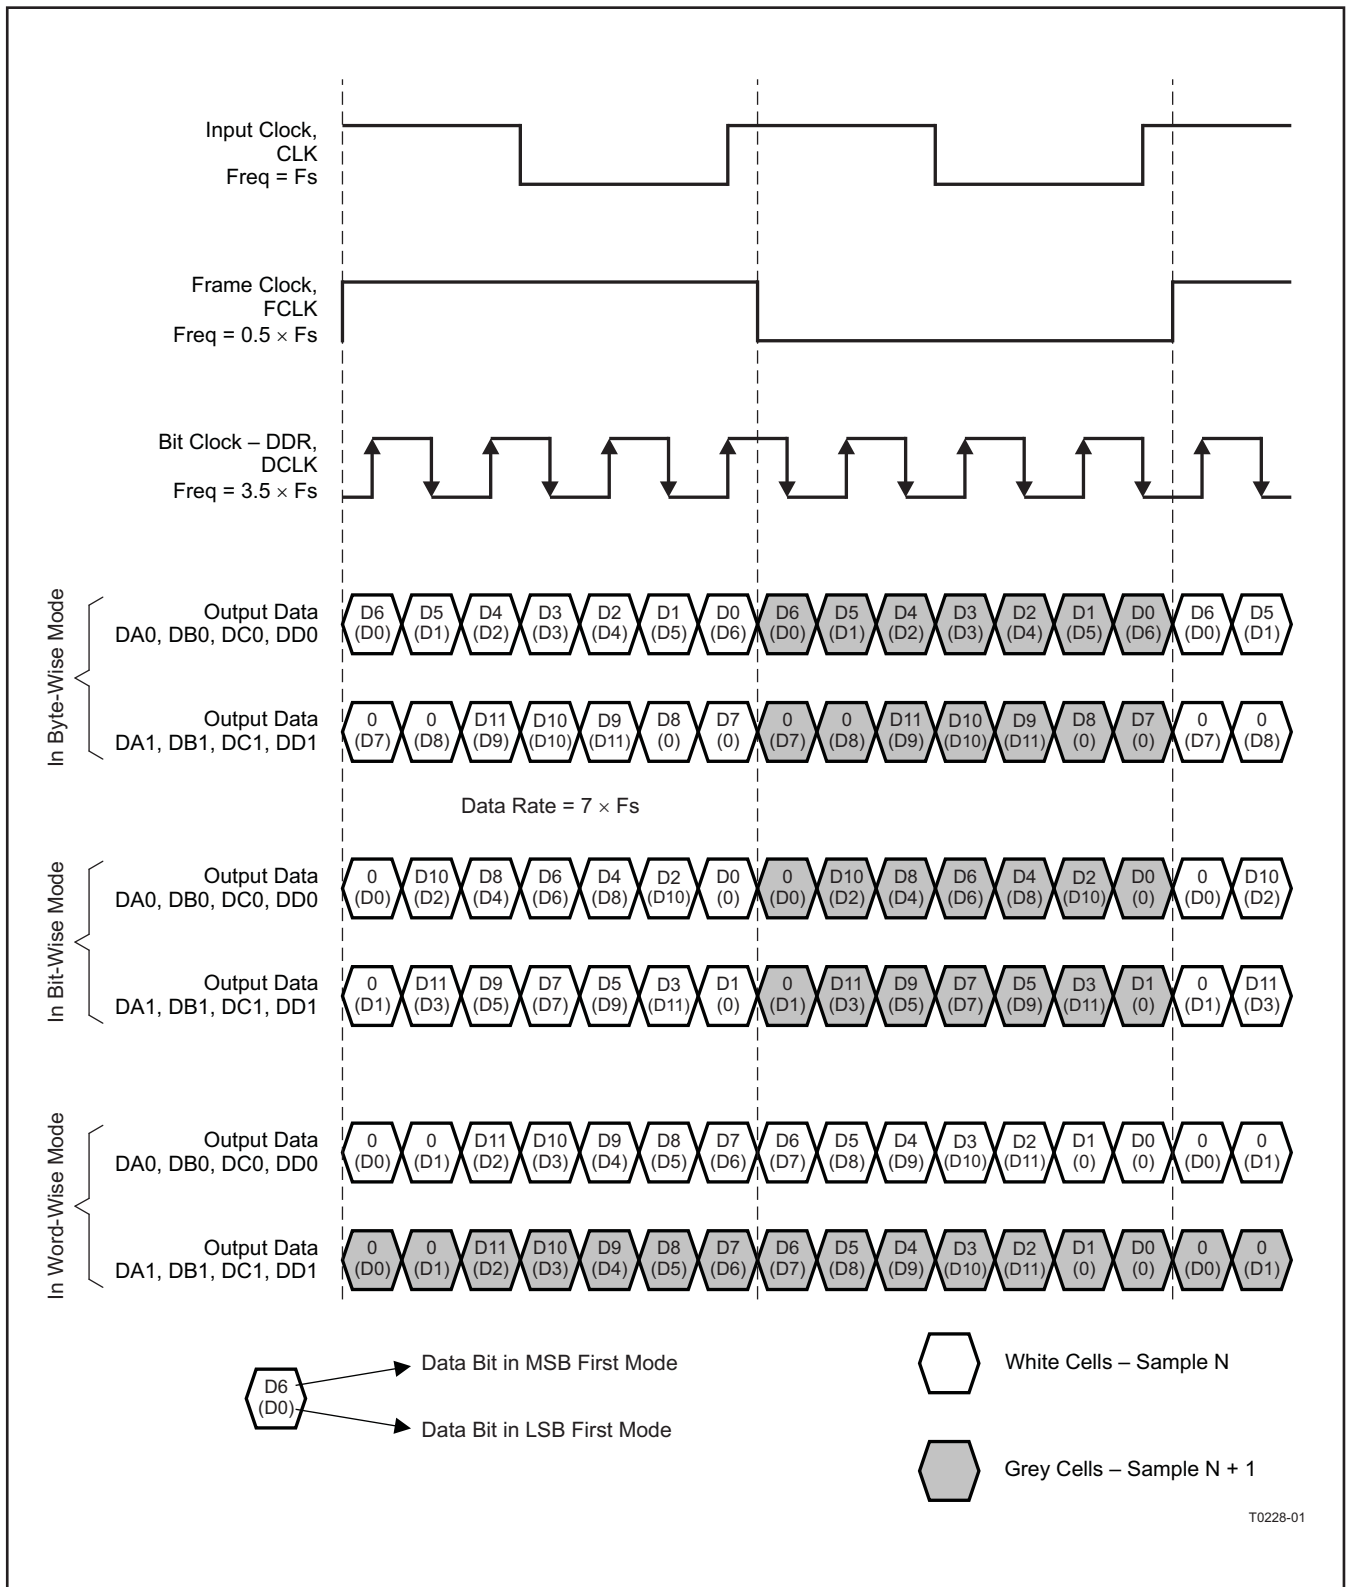 Input Clock,
CLK
Freq = Fs
Frame Clock,
FCLK
Freq = 0.5 × Fs
Bit Clock – DDR,
DCLK
Freq = 3.5 × Fs
In Byte-Wise Mode
Output Data
DA0, DB0, DC0, DD0
D6 D5 D4 D3 D2 D1 D0 D6 D5 D4 D3 D2 D1 D0 D6 D5
(D0) (D1) (D2) (D3) (D4) (D5) (D6) (D0) (D1) (D2) (D3) (D4) (D5) (D6) (D0) (D1)
Output Data
DA1, DB1, DC1, DD1
0 0 D11 D10 D9 D8 D7 0 0 D11 D10 D9 D8 D7 0 0
(D7) (D8) (D9) (D10) (D11) (0) (0) (D7) (D8) (D9) (D10) (D11) (0) (0) (D7) (D8)
Data Rate = 7 × Fs
In Bit-Wise Mode
Output Data
DA0, DB0, DC0, DD0
0 D10 D8 D6 D4 D2 D0 0 D10 D8 D6 D4 D2 D0 0 D10
(D0) (D2) (D4) (D6) (D8) (D10) (0) (D0) (D2) (D4) (D6) (D8) (D10) (0) (D0) (D2)
Output Data
DA1, DB1, DC1, DD1
0 D11 D9 D7 D5 D3 D1 0 D11 D9 D7 D5 D3 D1 0 D11
(D1) (D3) (D5) (D7) (D9) (D11) (0) (D1) (D3) (D5) (D7) (D9) (D11) (0) (D1) (D3)
In Word-Wise Mode
Output Data
DA0, DB0, DC0, DD0
0 0 D11 D10 D9 D8 D7 D6 D5 D4 D3 D2 D1 D0 0 0
(D0) (D1) (D2) (D3) (D4) (D5) (D6) (D7) (D8) (D9) (D10) (D11) (0) (0) (D0) (D1)
Output Data
DA1, DB1, DC1, DD1
0 0 D11 D10 D9 D8 D7 D6 D5 D4 D3 D2 D1 D0 0 0
(D0) (D1) (D2) (D3) (D4) (D5) (D6) (D7) (D8) (D9) (D10) (D11) (0) (0) (D0) (D1)
D6
(D0)
Data Bit in MSB First Mode
Data Bit in LSB First Mode
White Cells – Sample N
Grey Cells – Sample N + 1
T0228-01